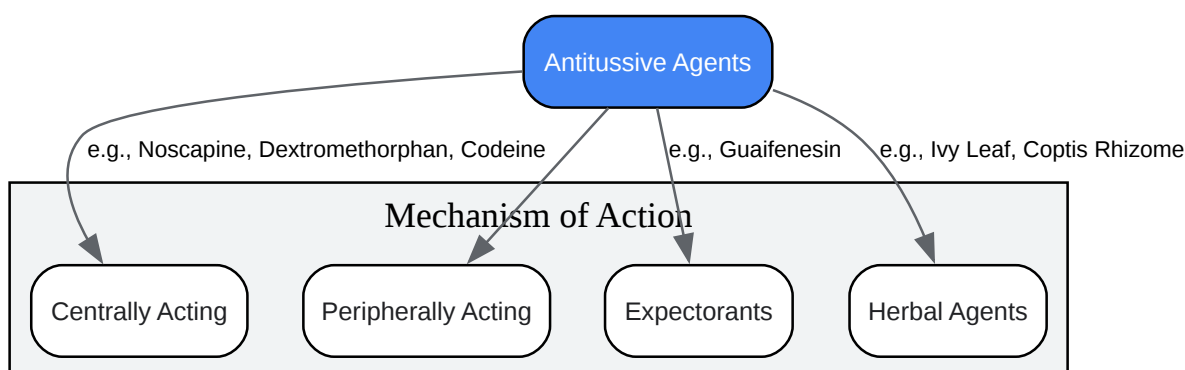 Antitussive Agents
e.g., Noscapine, Dextromethorphan, Codeine
e.g., Guaifenesin
e.g., Ivy Leaf, Coptis Rhizome
Mechanism of Action
Centrally Acting
Peripherally Acting
Expectorants
Herbal Agents